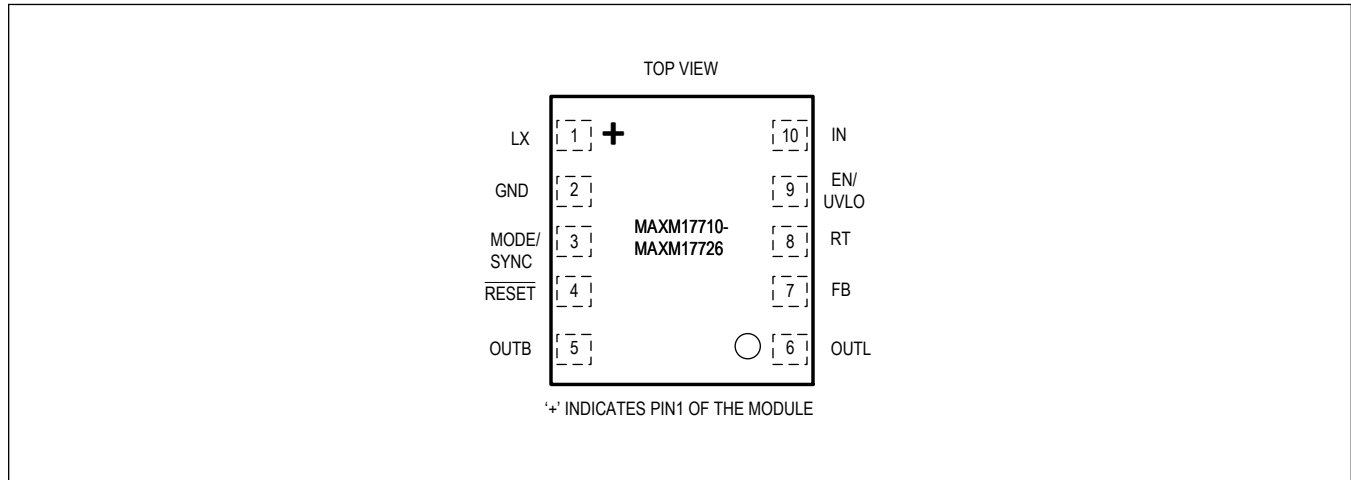 TOP VIEW
LX 1 + 10 IN
GND 2 9 EN/
UVLO
MAXM17710-
MAXM17726
MODE/
SYNC 3 8 RT
RESET 4 7 FB
OUTB 5 6 OUTL
‘+’ INDICATES PIN1 OF THE MODULE